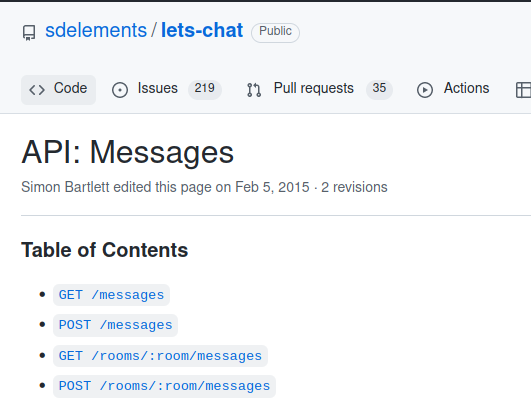 sdelements / lets-chat Public
Code Issues 219 Pull requests 35 Actions
API: Messages
Simon Bartlett edited this page on Feb 5, 2015 · 2 revisions
Table of Contents
• GET /messages
• POST /messages
• GET /rooms/:room/messages
• POST /rooms/:room/messages